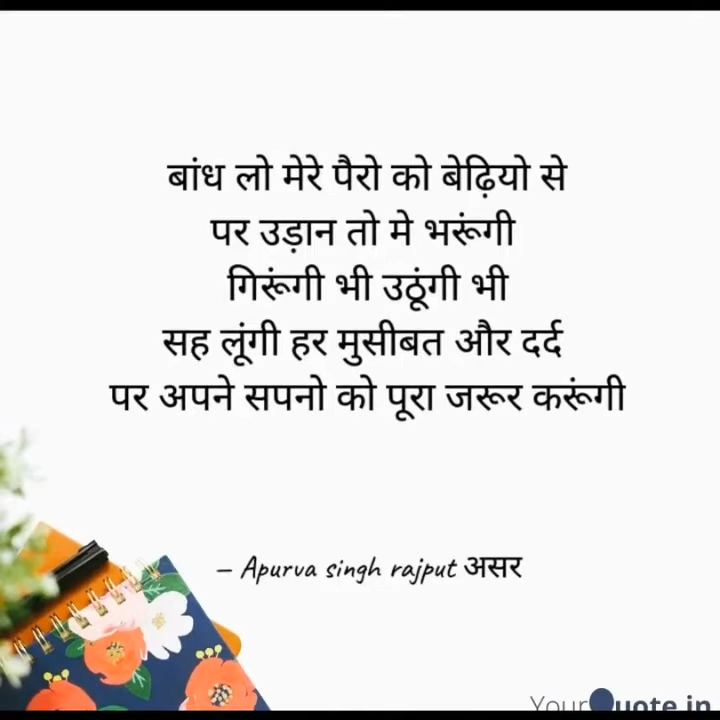 बांध लो मेरे पैरो को बेढ़ियो से
पर उड़ान तो मे भरूंगी
गिरूंगी भी उठूंगी भी
सह लूंगी हर मुसीबत और दर्द
पर अपने सपनो को पूरा जरूर करूंगी
– Apurva singh rajput असर
YourQuote.in